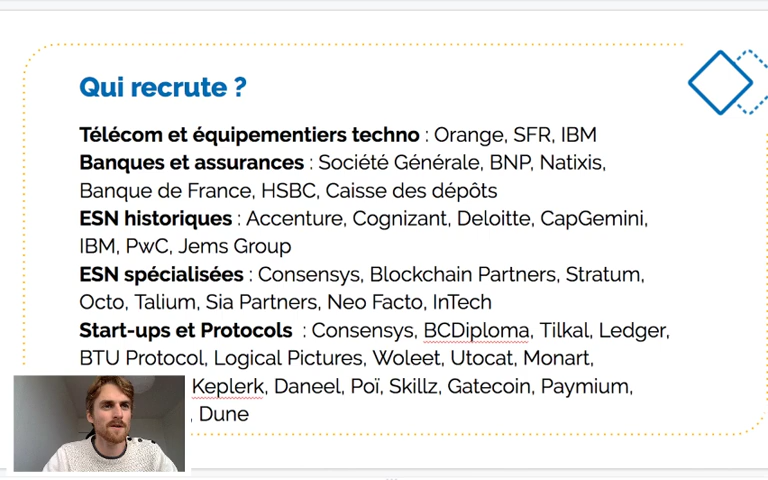 Qui recrute ?
Télécom et équipementiers techno : Orange, SFR, IBM
Banques et assurances : Société Générale, BNP, Natixis,
Banque de France, HSBC, Caisse des dépôts
ESN historiques : Accenture, Cognizant, Deloitte, CapGemini,
IBM, PwC, Jems Group
ESN spécialisées : Consensys, Blockchain Partners, Stratum,
Octo, Talium, Sia Partners, Neo Facto, InTech
Start-ups et Protocols : Consensys, BCDiploma, Tilkal, Ledger,
BTU Protocol, Logical Pictures, Woleet, Utocat, Monart,
Keplerk, Daneel, Poï, Skillz, Gatecoin, Paymium,
, Dune